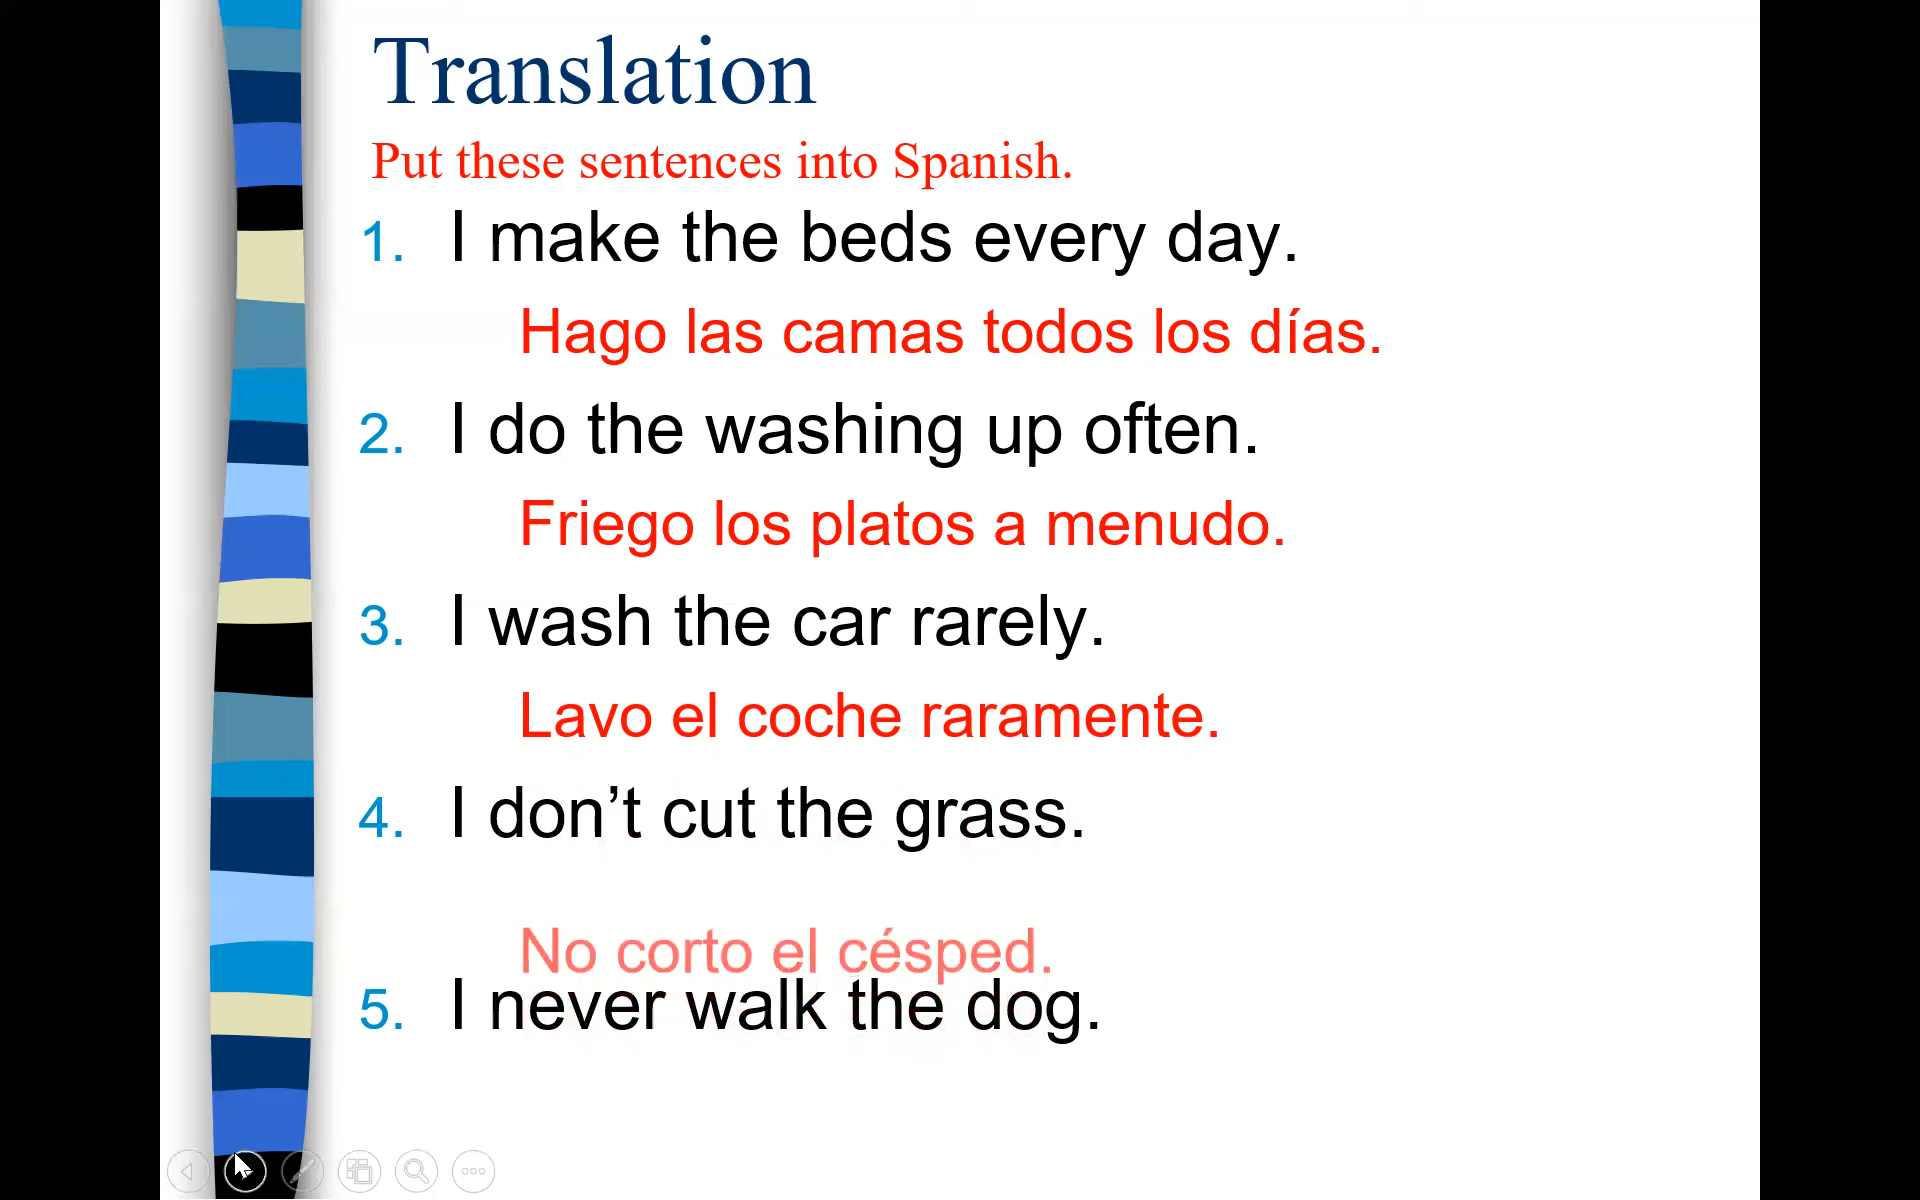 Translation
Put these sentences into Spanish.
1. I make the beds every day.
Hago las camas todos los días.
2. I do the washing up often.
Friego los platos a menudo.
3. I wash the car rarely.
Lavo el coche raramente.
4. I don’t cut the grass.
No corto el césped.
5. I never walk the dog.